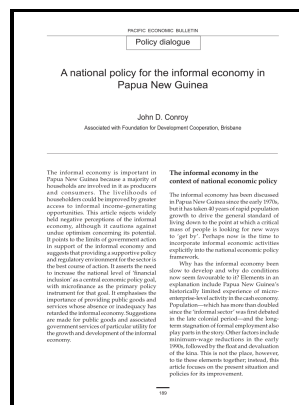 PACIFIC ECONOMIC BULLETIN
Policy dialogue
A national policy for the informal economy in
Papua New Guinea
John D. Conroy
Associated with Foundation for Development Cooperation, Brisbane
The informal economy is important in
Papua New Guinea because a majority of
households are involved in it as producers
and consumers. The livelihoods of
households could be improved by greater
access to informal income-generating
opportunities. This article rejects widely
held negative perceptions of the informal
economy, although it cautions against
undue optimism concerning its potential.
It points to the limits of government action
in support of the informal economy and
suggests that providing a supportive policy
and regulatory environment for the sector is
the best course of action. It asserts the need
to increase the national level of ‘financial
inclusion’ as a central economic policy goal,
with microfinance as the primary policy
instrument for that goal. It emphasises the
importance of providing public goods and
services whose absence or inadequacy has
retarded the informal economy. Suggestions
are made for public goods and associated
government services of particular utility for
the growth and development of the informal
economy.
The informal economy in the
context of national economic policy
The informal economy has been discussed
in Papua New Guinea since the early 1970s,
but it has taken 40 years of rapid population
growth to drive the general standard of
living down to the point at which a critical
mass of people is looking for new ways
to ‘get by’. Perhaps now is the time to
incorporate informal economic activities
explicitly into the national economic policy
framework.
Why has the informal economy been
slow to develop and why do conditions
now seem favourable to it? Elements in an
explanation include Papua New Guinea’s
historically limited experience of micro-
enterprise-level activity in the cash economy.
Population—which has more than doubled
since the ‘informal sector’ was first debated
in the late colonial period—and the long-
term stagnation of formal employment also
play parts in the story. Other factors include
minimum-wage reductions in the early
1990s, followed by the float and devaluation
of the kina. This is not the place, however,
to tie these elements together; instead, this
article focuses on the present situation and
policies for its improvement.
189